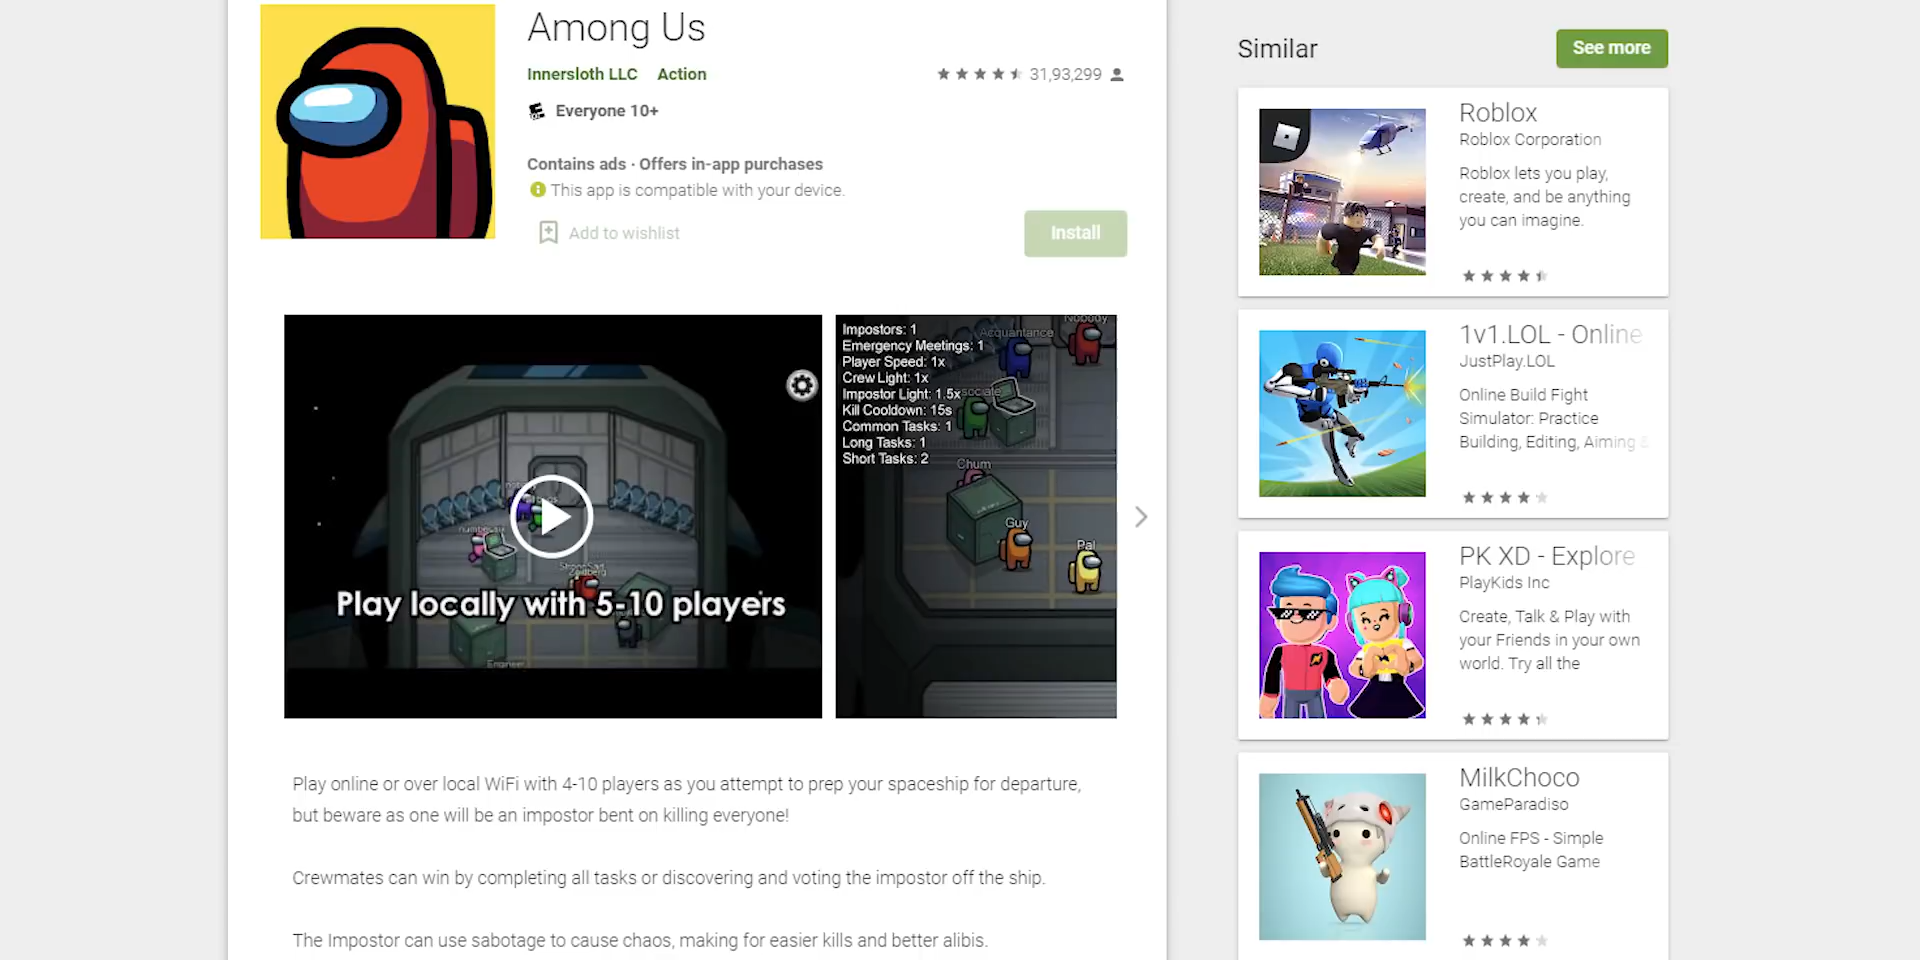 Among Us
Innersloth LLC Action
31,93,299
Everyone 10+
Contains ads · Offers in-app purchases
This app is compatible with your device.
Add to wishlist
Install
Play locally with 5-10 players
Engineer
Impostors: 1
Emergency Meetings: 1
Player Speed: 1x
Crew Light: 1x
Impostor Light: 1.5x
Kill Cooldown: 15s
Common Tasks: 1
Long Tasks: 1
Short Tasks: 2
Acquantance
Nobody
Chum
Guy
Pal
Play online or over local WiFi with 4-10 players as you attempt to prep your spaceship for departure,
but beware as one will be an impostor bent on killing everyone!
Crewmates can win by completing all tasks or discovering and voting the impostor off the ship.
The Impostor can use sabotage to cause chaos, making for easier kills and better alibis.
Similar
See more
Roblox
Roblox Corporation
Roblox lets you play,
create, and be anything
you can imagine.
1v1.LOL - Online
JustPlay.LOL
Online Build Fight
Simulator: Practice
Building, Editing, Aiming &
PK XD - Explore
PlayKids Inc
Create, Talk & Play with
your Friends in your own
world. Try all the
MilkChoco
GameParadiso
Online FPS - Simple
BattleRoyale Game